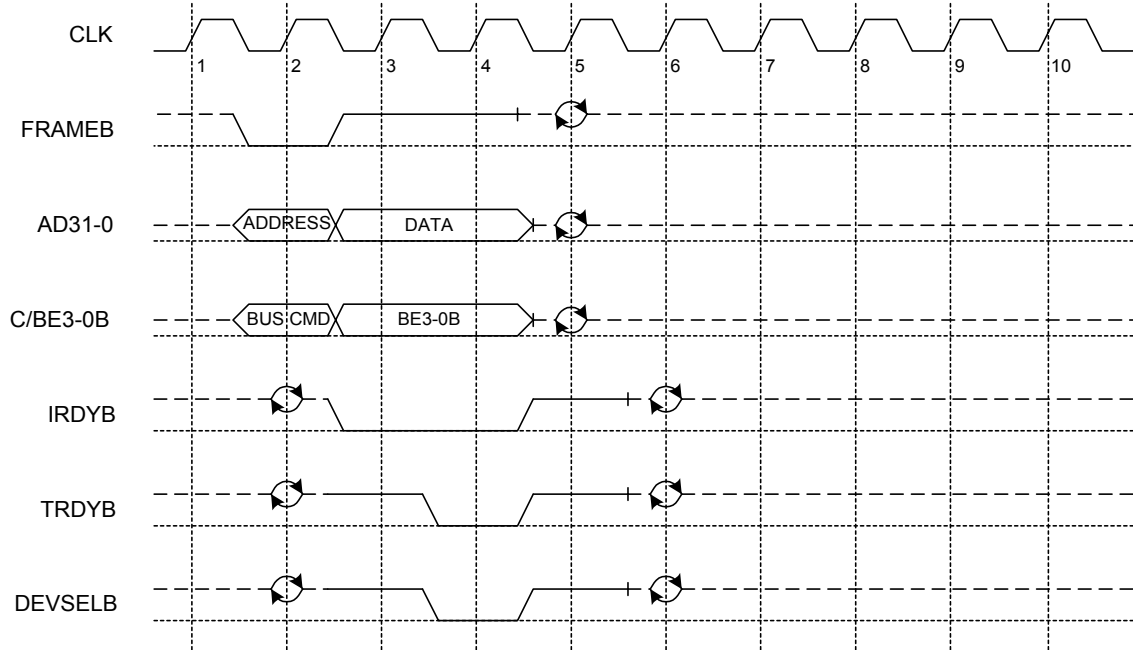 CLK
1 2 3 4 5 6 7 8 9 10
FRAMEB
AD31-0 ADDRESS DATA
C/BE3-0B BUS CMD BE3-0B
IRDYB
TRDYB
DEVSELB